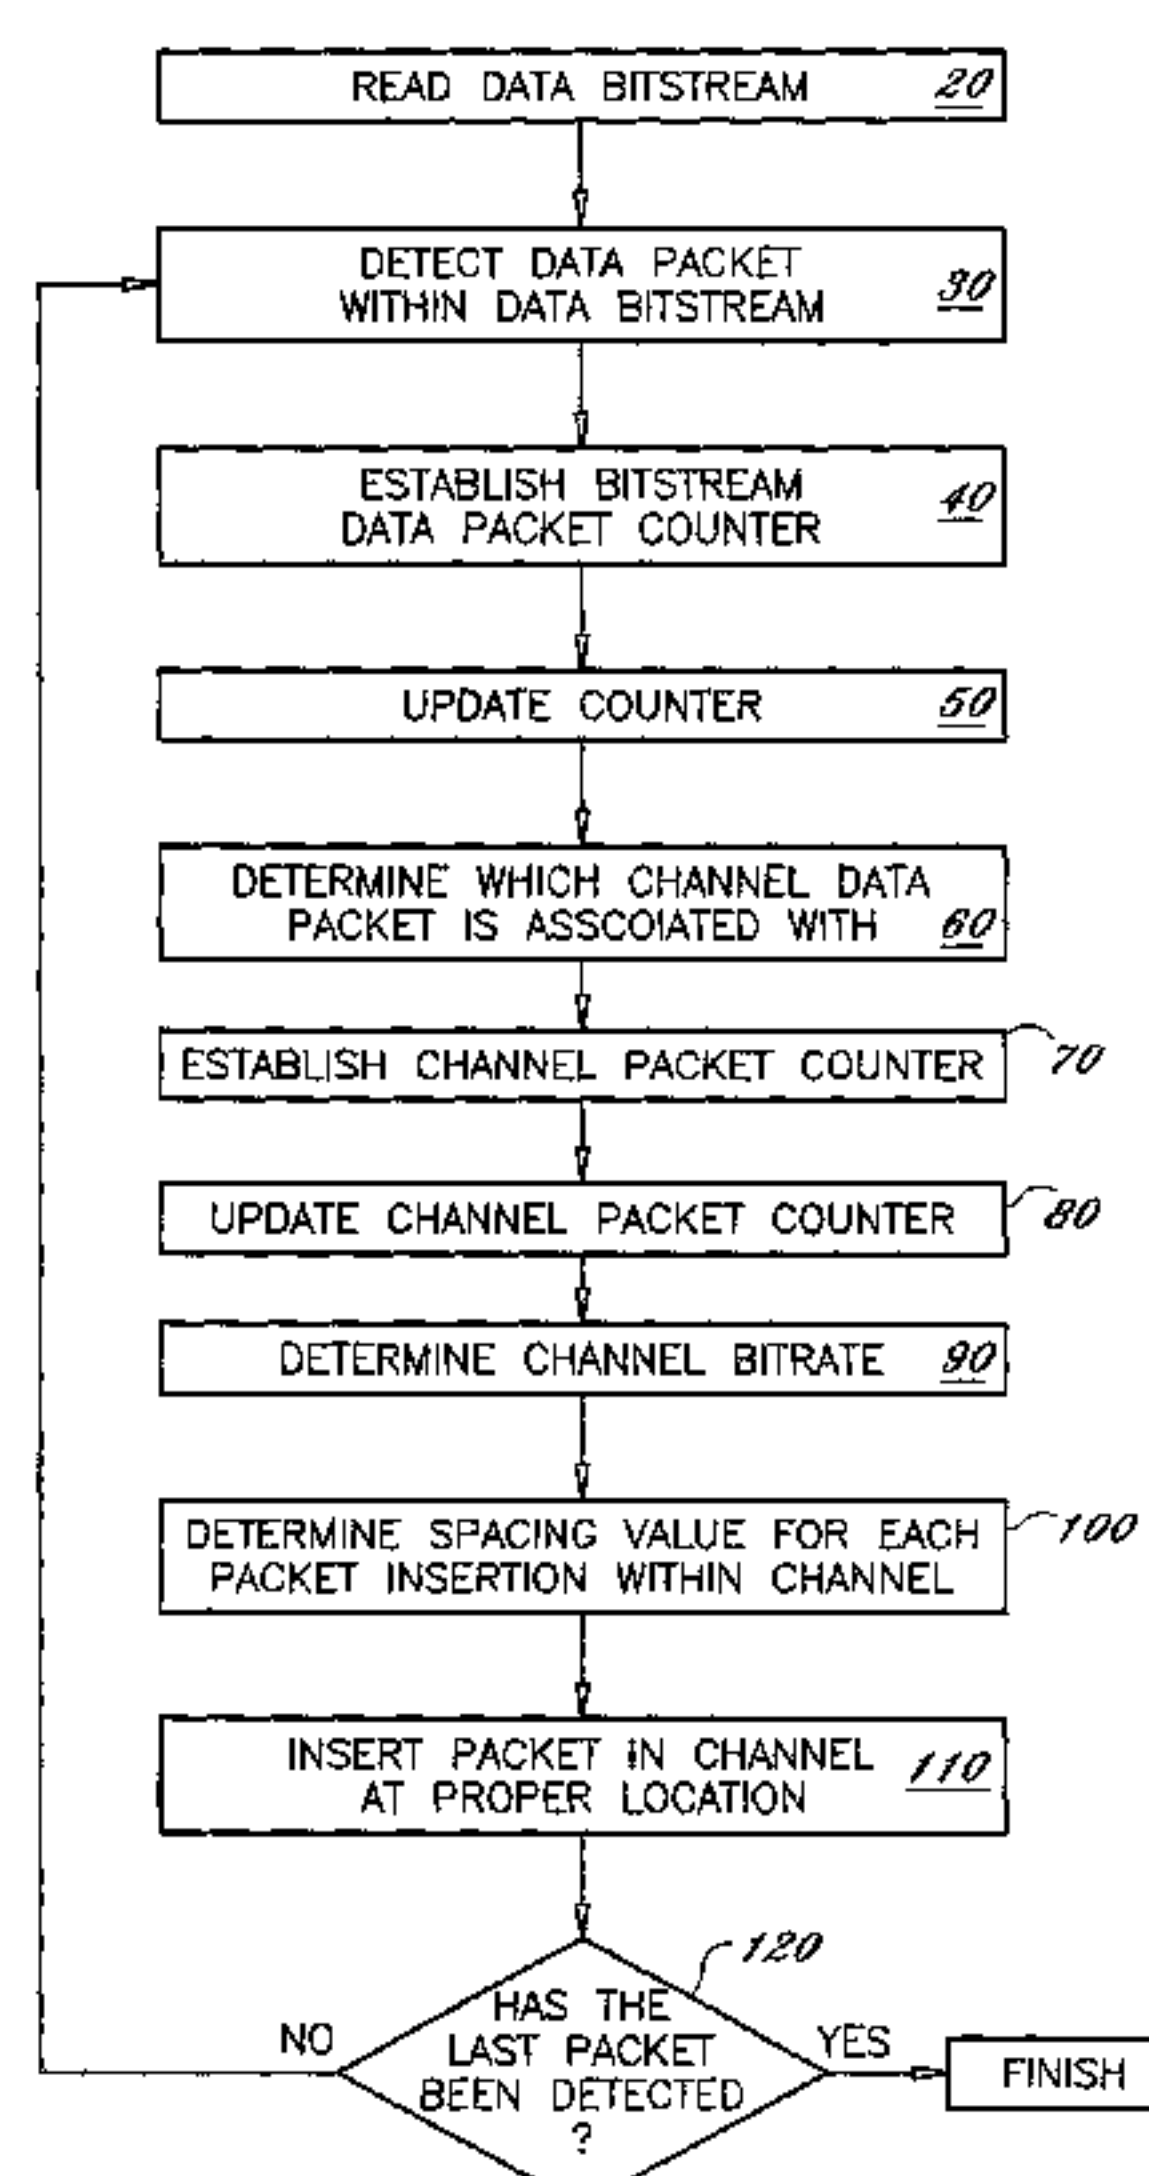 READ DATA BITSTREAM 20
DETECT DATA PACKET
WITHIN DATA BITSTREAM 30
ESTABLISH BITSTREAM
DATA PACKET COUNTER 40
UPDATE COUNTER 50
DETERMINE WHICH CHANNEL DATA
PACKET IS ASSCOIATED WITH 60
ESTABLISH CHANNEL PACKET COUNTER 70
UPDATE CHANNEL PACKET COUNTER 80
DETERMINE CHANNEL BITRATE 90
DETERMINE SPACING VALUE FOR EACH 100
PACKET INSERTION WITHIN CHANNEL
INSERT PACKET IN CHANNEL 110
AT PROPER LOCATION
120
HAS THE
NO LAST PACKET YES
BEEN DETECTED FINISH
?